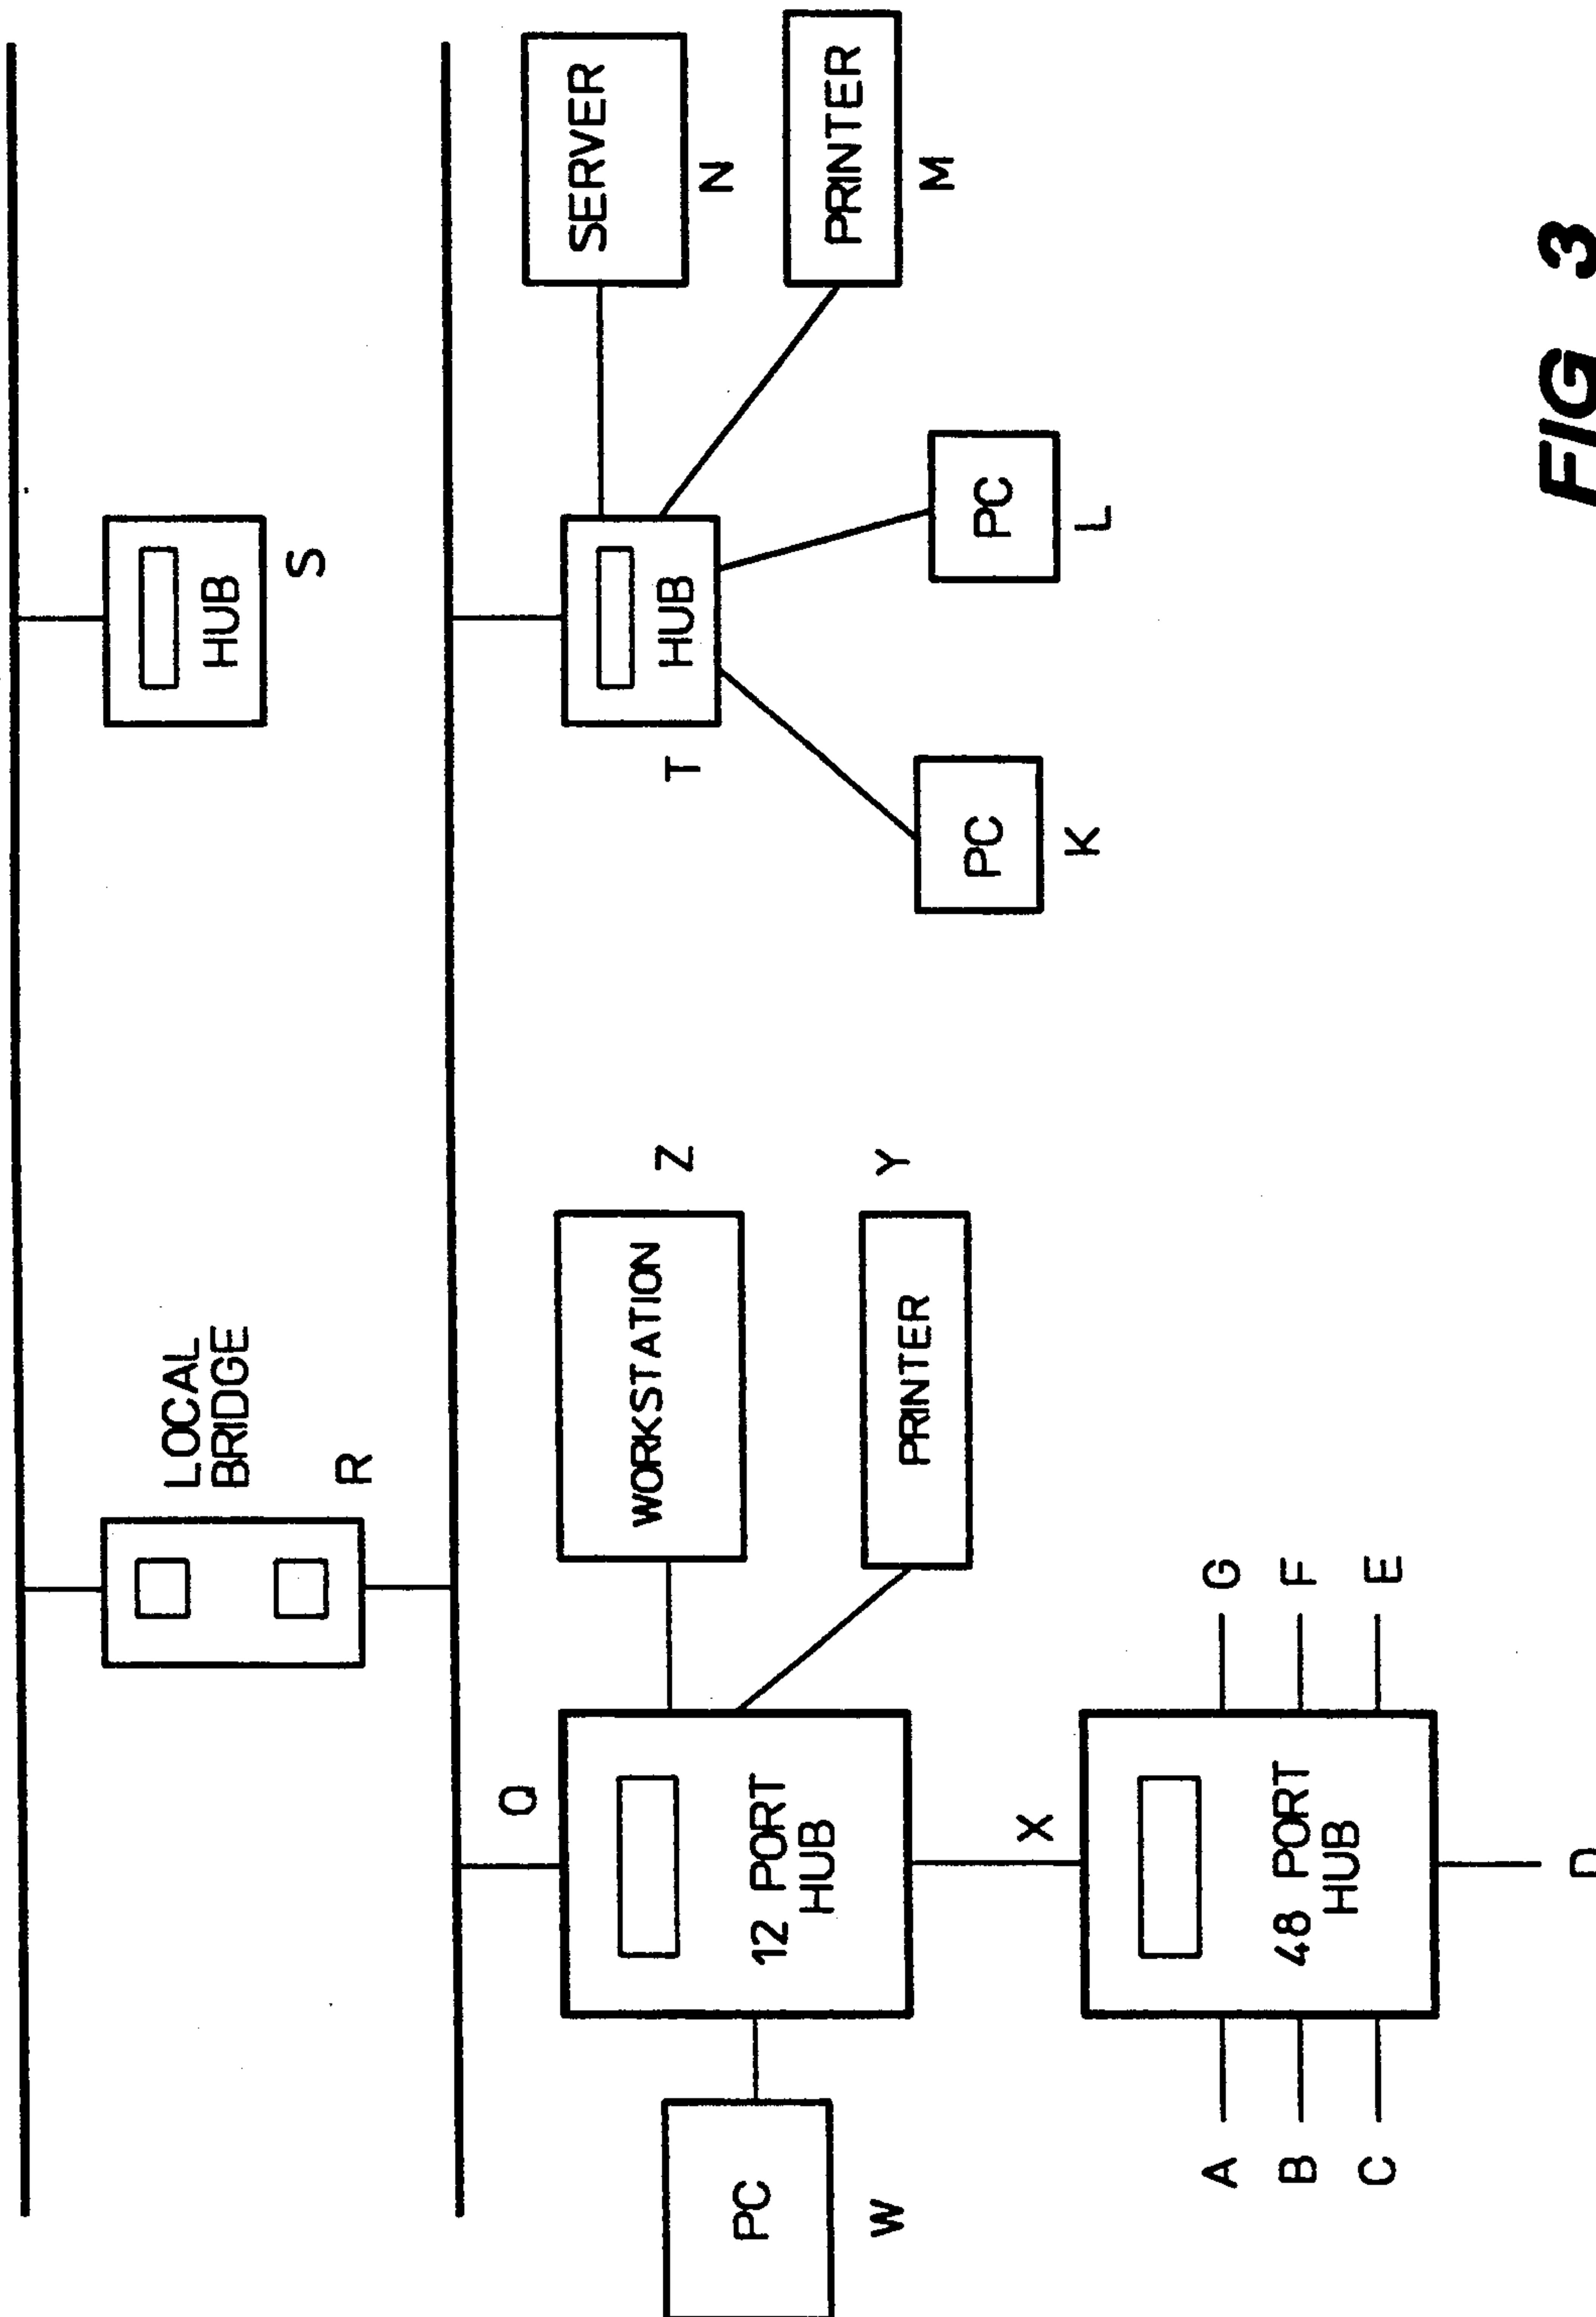 LOCAL
BRIDGE
R
HUB
S
Q
12 PORT
HUB
WORKSTATION
Z
PRINTER
Y
PC
W
X
48 PORT
HUB
A
B
C
D
E
F
G
HUB
T
SERVER
N
PRINTER
M
PC
L
PC
K
FIG 3